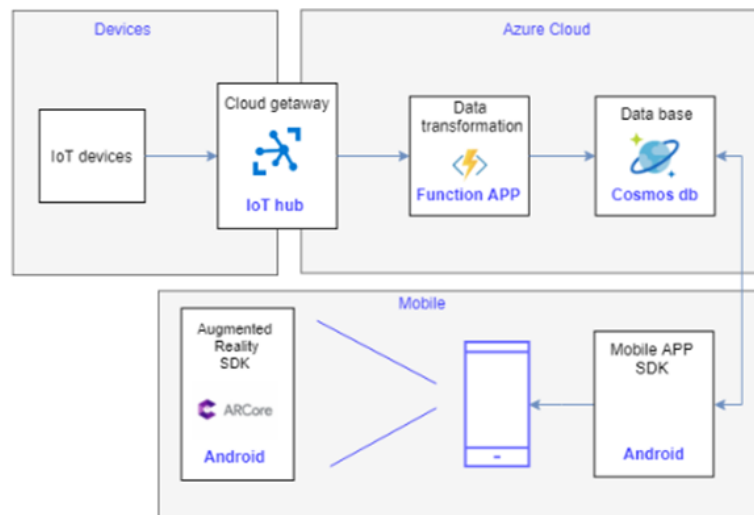 Devices
Azure Cloud
IoT devices
Cloud getaway
IoT hub
Data
transformation
Function APP
Data base
Cosmos db
Mobile
Augmented
Reality
SDK
ARCore
Android
Mobile APP
SDK
Android